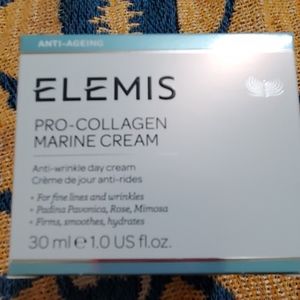 ANTI-AGEING
ELEMIS
PRO-COLLAGEN
MARINE CREAM
Anti-wrinkle day cream
Crème de jour anti-rides
• For fine lines and wrinkles
• Padina Pavonica, Rose, Mimosa
• Firms, smoothes, hydrates
30 ml ℮ 1.0 US fl.oz.